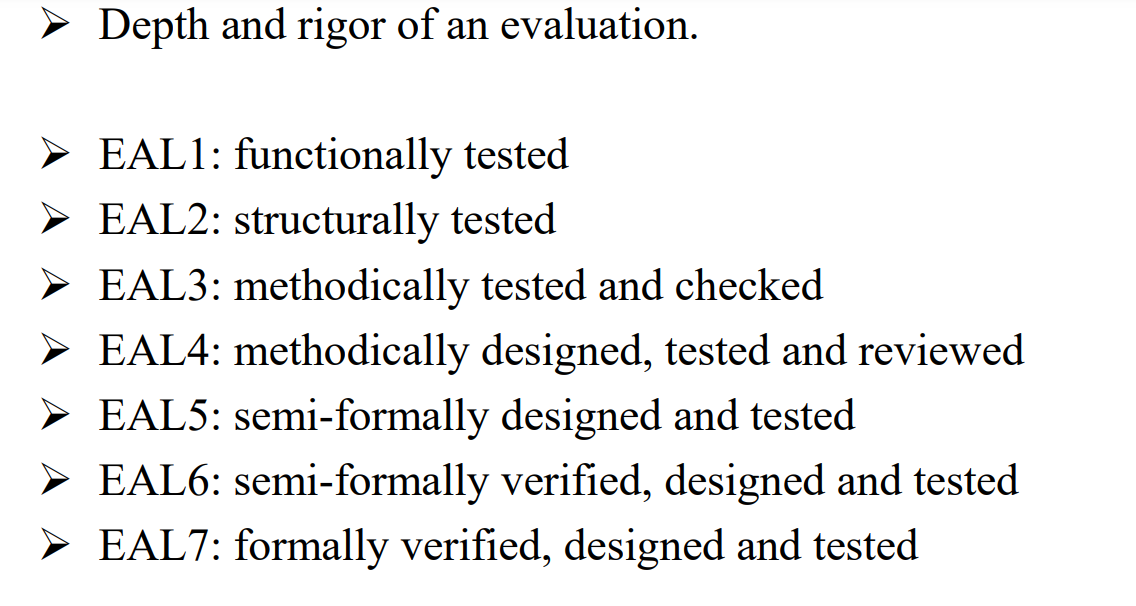 ➢ Depth and rigor of an evaluation.
➢ EAL1: functionally tested
➢ EAL2: structurally tested
➢ EAL3: methodically tested and checked
➢ EAL4: methodically designed, tested and reviewed
➢ EAL5: semi-formally designed and tested
➢ EAL6: semi-formally verified, designed and tested
➢ EAL7: formally verified, designed and tested